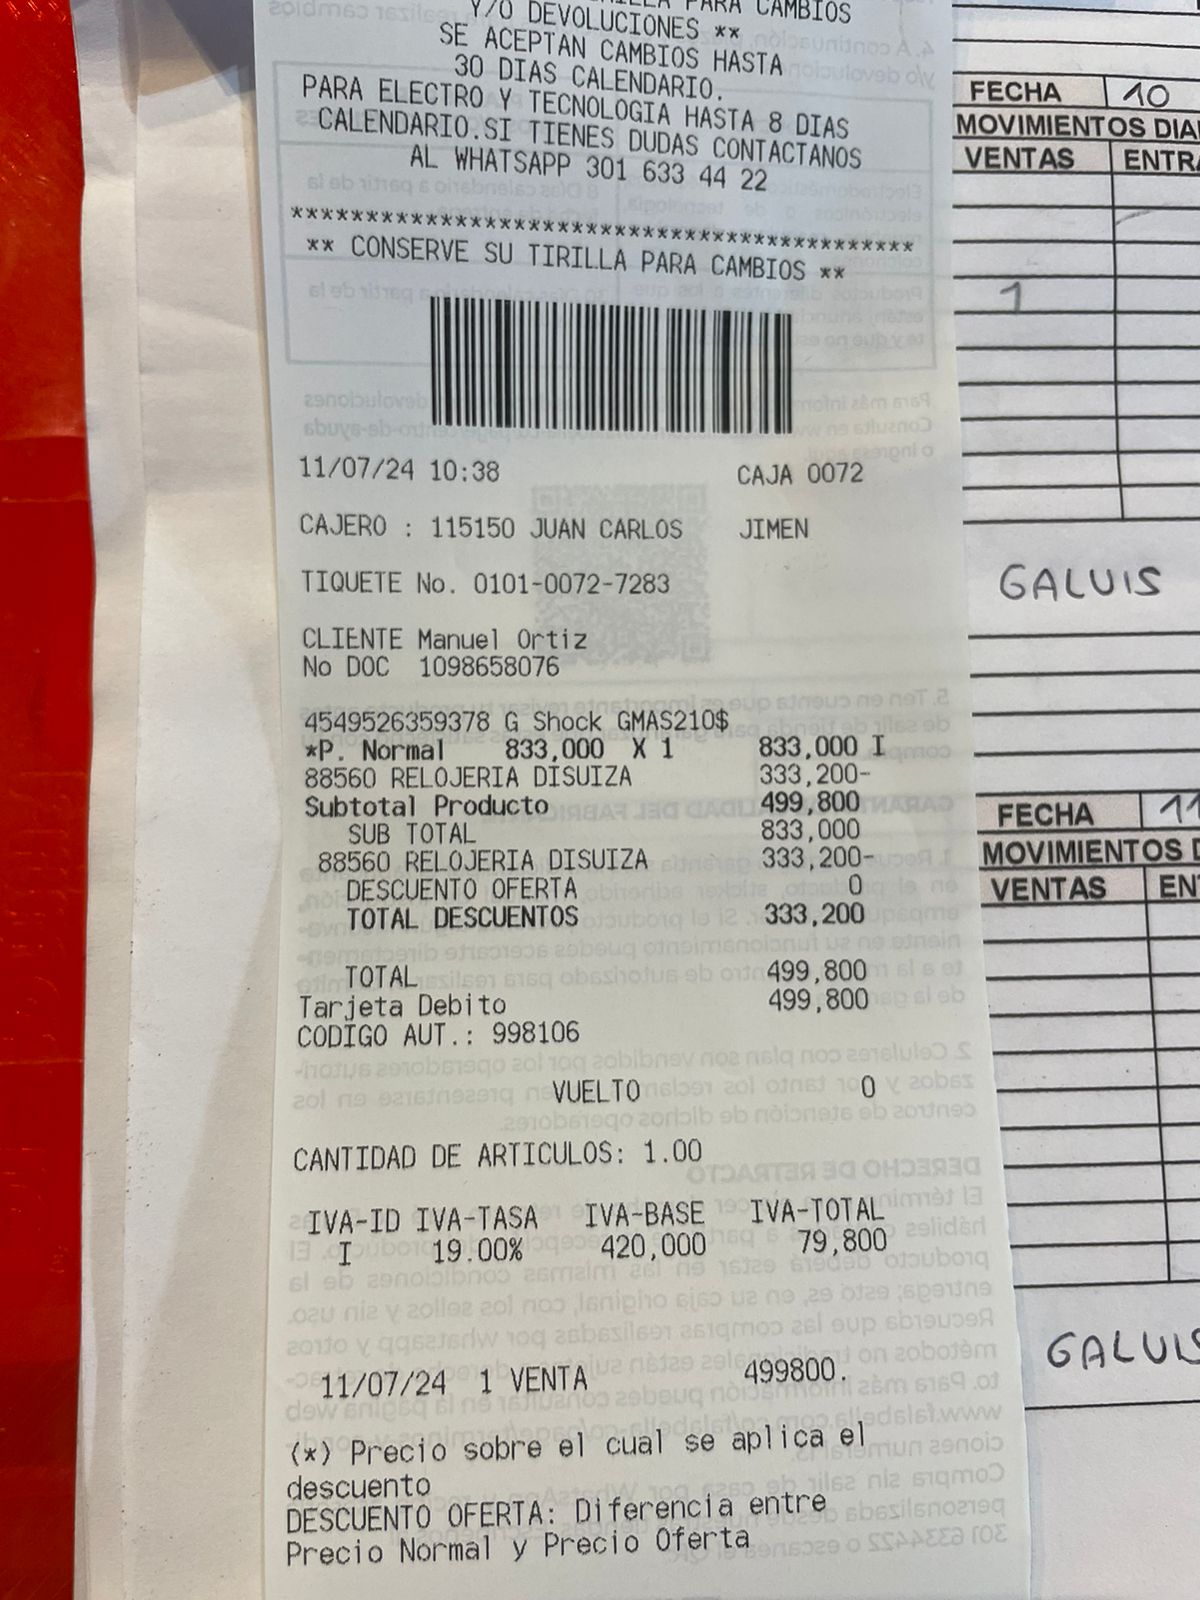 PARA CAMBIOS
Y/O DEVOLUCIONES **
SE ACEPTAN CAMBIOS HASTA
30 DIAS CALENDARIO.
PARA ELECTRO Y TECNOLOGIA HASTA 8 DIAS
CALENDARIO.SI TIENES DUDAS CONTACTANOS
AL WHATSAPP 301 633 44 22
******************************************
** CONSERVE SU TIRILLA PARA CAMBIOS **
11/07/24 10:38 CAJA 0072
CAJERO : 115150 JUAN CARLOS JIMEN
TIQUETE No. 0101-0072-7283
CLIENTE Manuel Ortiz
No DOC 1098658076
4549526359378 G Shock GMAS210$
*P. Normal 833,000 X 1 833,000 I
88560 RELOJERIA DISUIZA 333,200-
Subtotal Producto 499,800
SUB TOTAL 833,000
88560 RELOJERIA DISUIZA 333,200-
DESCUENTO OFERTA 0
TOTAL DESCUENTOS 333,200
TOTAL 499,800
Tarjeta Debito 499,800
CODIGO AUT.: 998106
VUELTO 0
CANTIDAD DE ARTICULOS: 1.00
IVA-ID IVA-TASA IVA-BASE IVA-TOTAL
I 19.00% 420,000 79,800
11/07/24 1 VENTA 499800.
(*) Precio sobre el cual se aplica el
descuento
DESCUENTO OFERTA: Diferencia entre
Precio Normal y Precio Oferta
FECHA 10
MOVIMIENTOS DIA
VENTAS ENTRA
1
GALUIS
FECHA 11
MOVIMIENTOS D
VENTAS EN
GALUIS